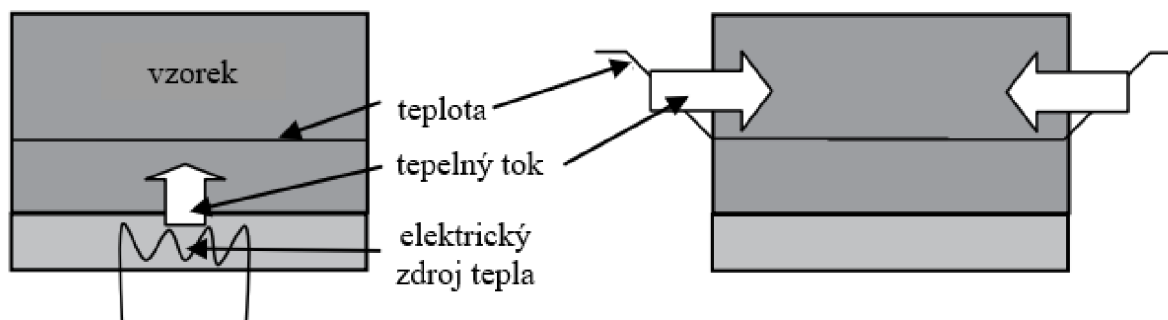 vzorek
teplota
tepelný tok
elektrický
zdroj tepla